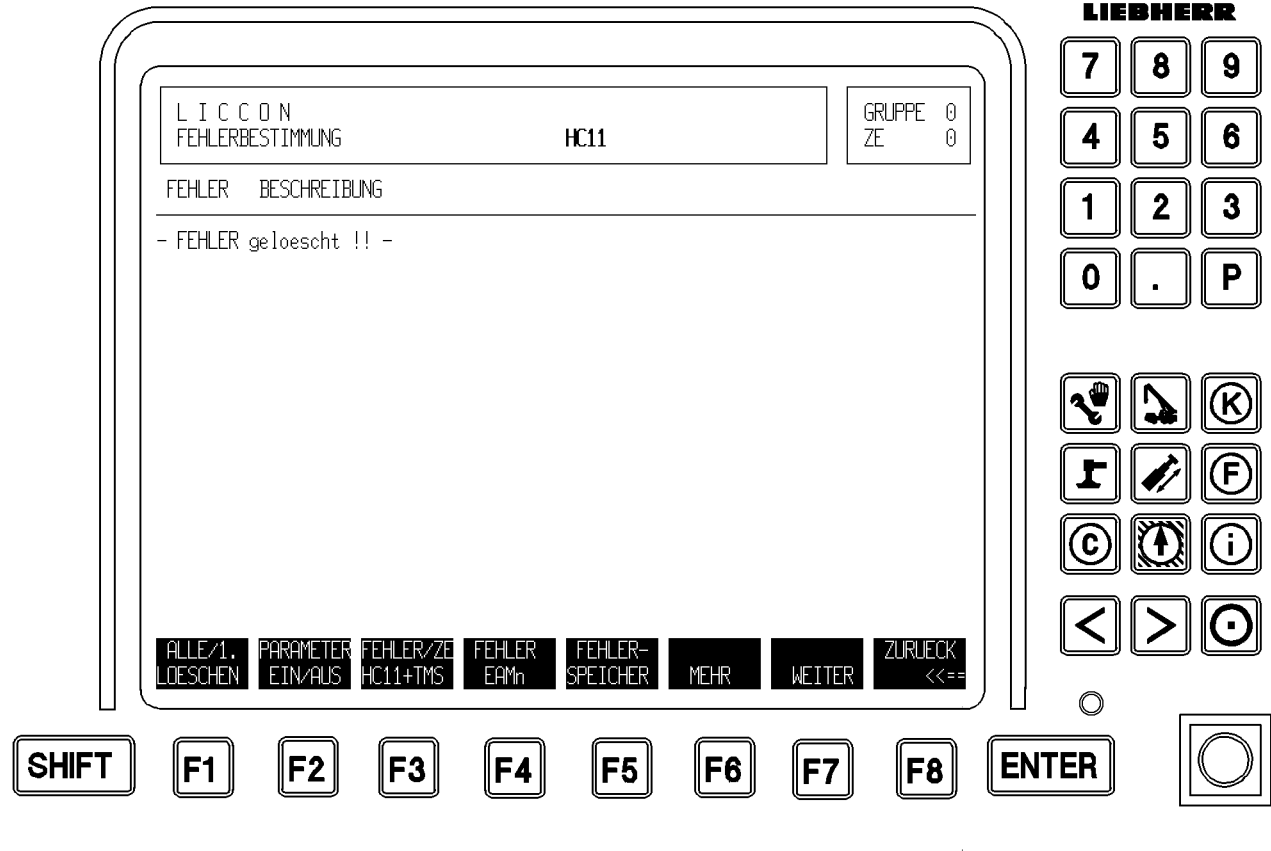 LIEBHERR
L I C C O N
FEHLERBESTIMMUNG HC11
GRUPPE 0
ZE 0
FEHLER BESCHREIBUNG
- FEHLER geloescht !! -
ALLE/1. LOESCHEN
PARAMETER EIN/AUS
FEHLER/ZE HC11+TMS
FEHLER EAMn
FEHLER- SPEICHER
MEHR
WEITER
ZURUECK <<==
7 8 9
4 5 6
1 2 3
0 . P
K
F
C i
< >
SHIFT F1 F2 F3 F4 F5 F6 F7 F8 ENTER